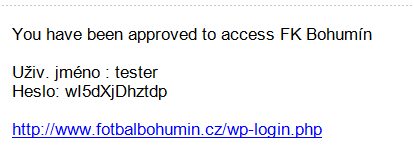 You have been approved to access FK Bohumín
Uživ. jméno : tester
Heslo: wI5dXjDhztdp
http://www.fotbalbohumin.cz/wp-login.php